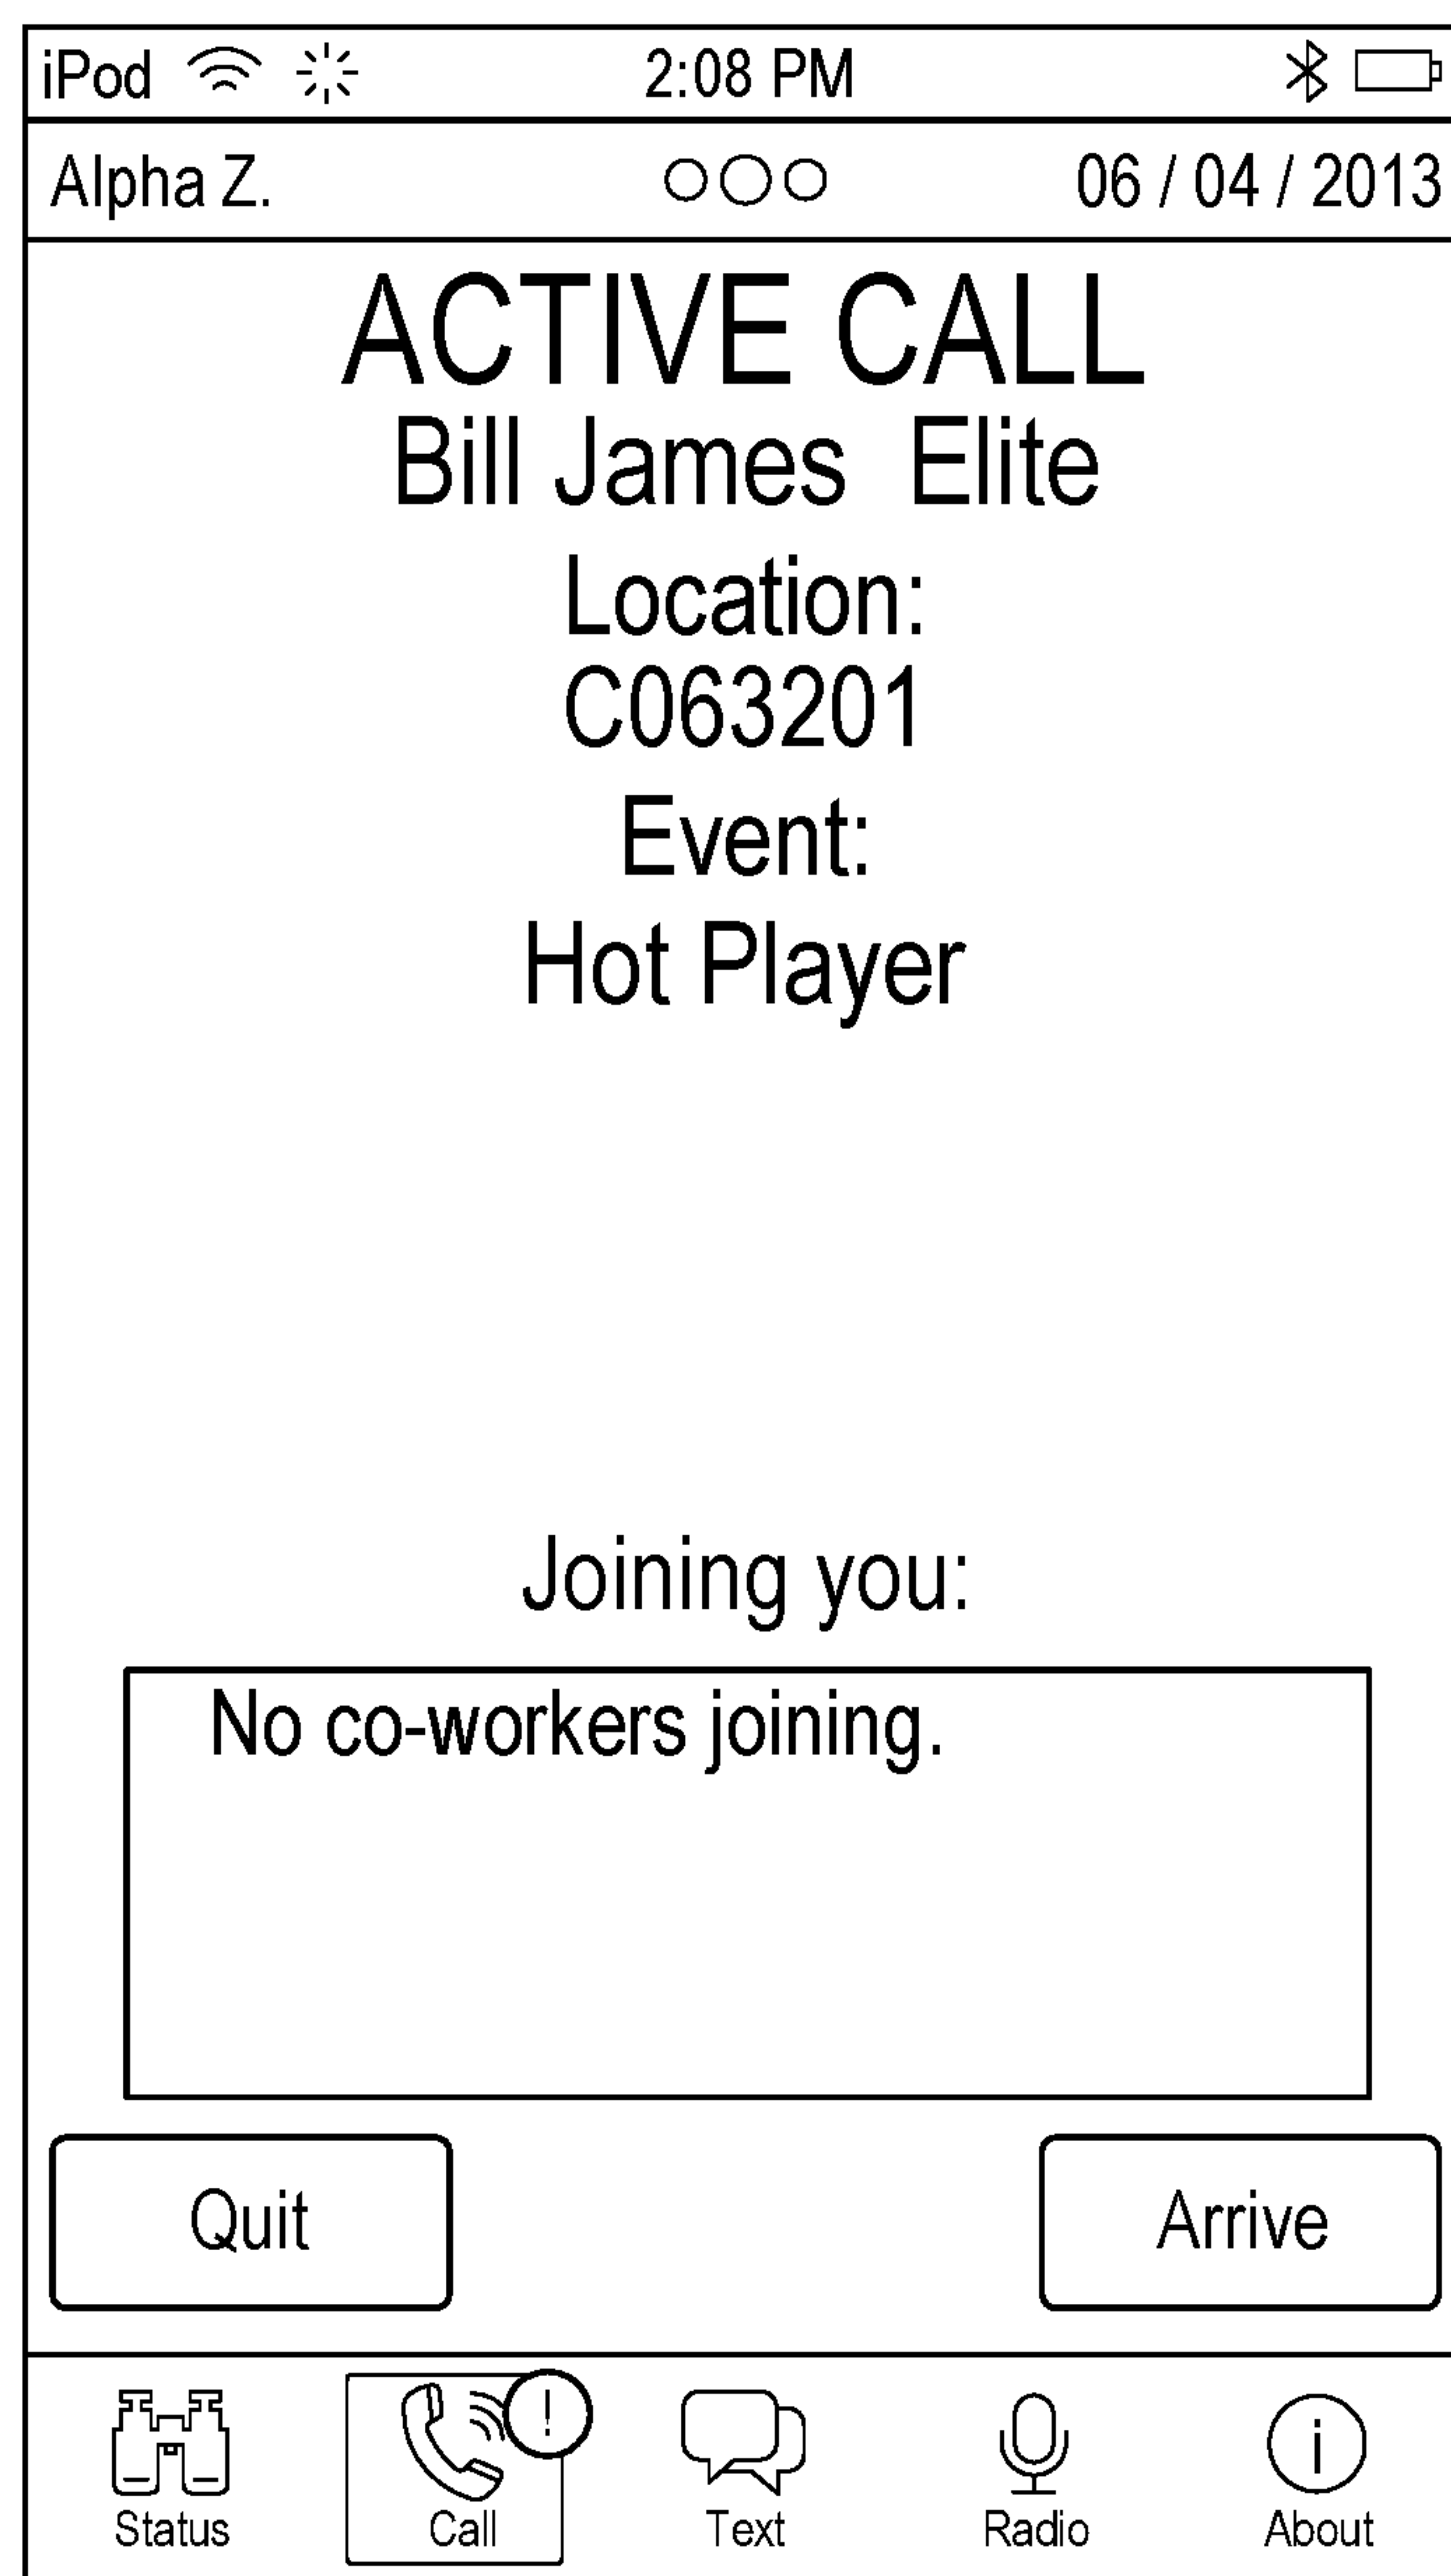 iPod 2:08 PM
Alpha Z. 06 / 04 / 2013
ACTIVE CALL
Bill James Elite
Location:
C063201
Event:
Hot Player
Joining you:
No co-workers joining.
Quit Arrive
!
i
Status Call Text Radio About